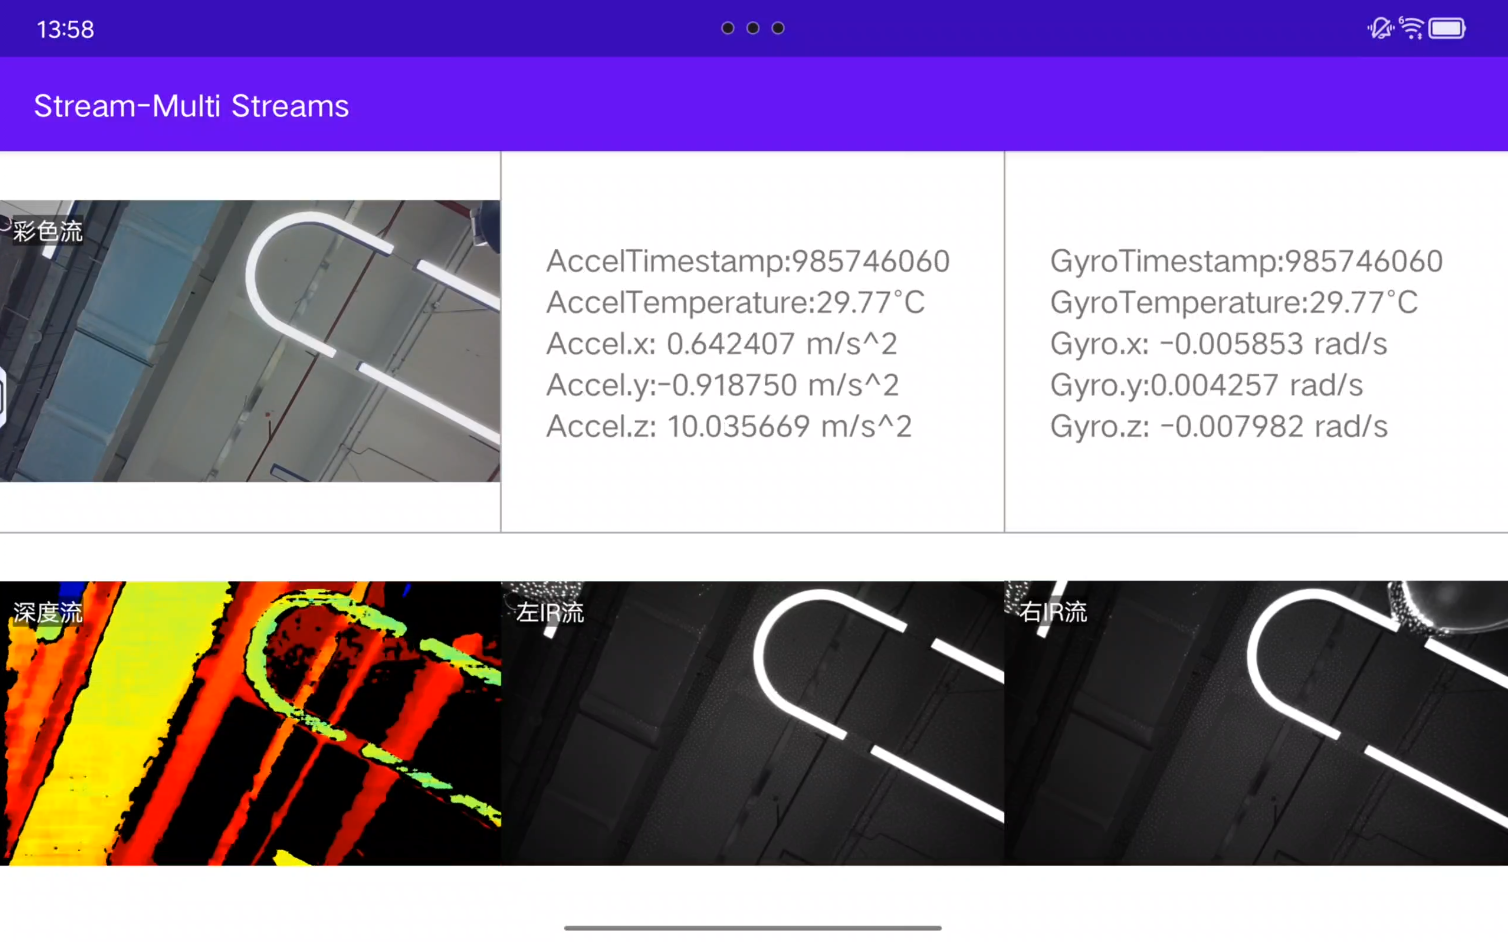 13:58
Stream-Multi Streams
彩色流
AccelTimestamp:985746060
AccelTemperature:29.77°C
Accel.x: 0.642407 m/s^2
Accel.y:-0.918750 m/s^2
Accel.z: 10.035669 m/s^2
GyroTimestamp:985746060
GyroTemperature:29.77°C
Gyro.x: -0.005853 rad/s
Gyro.y:0.004257 rad/s
Gyro.z: -0.007982 rad/s
深度流
左IR流
右IR流